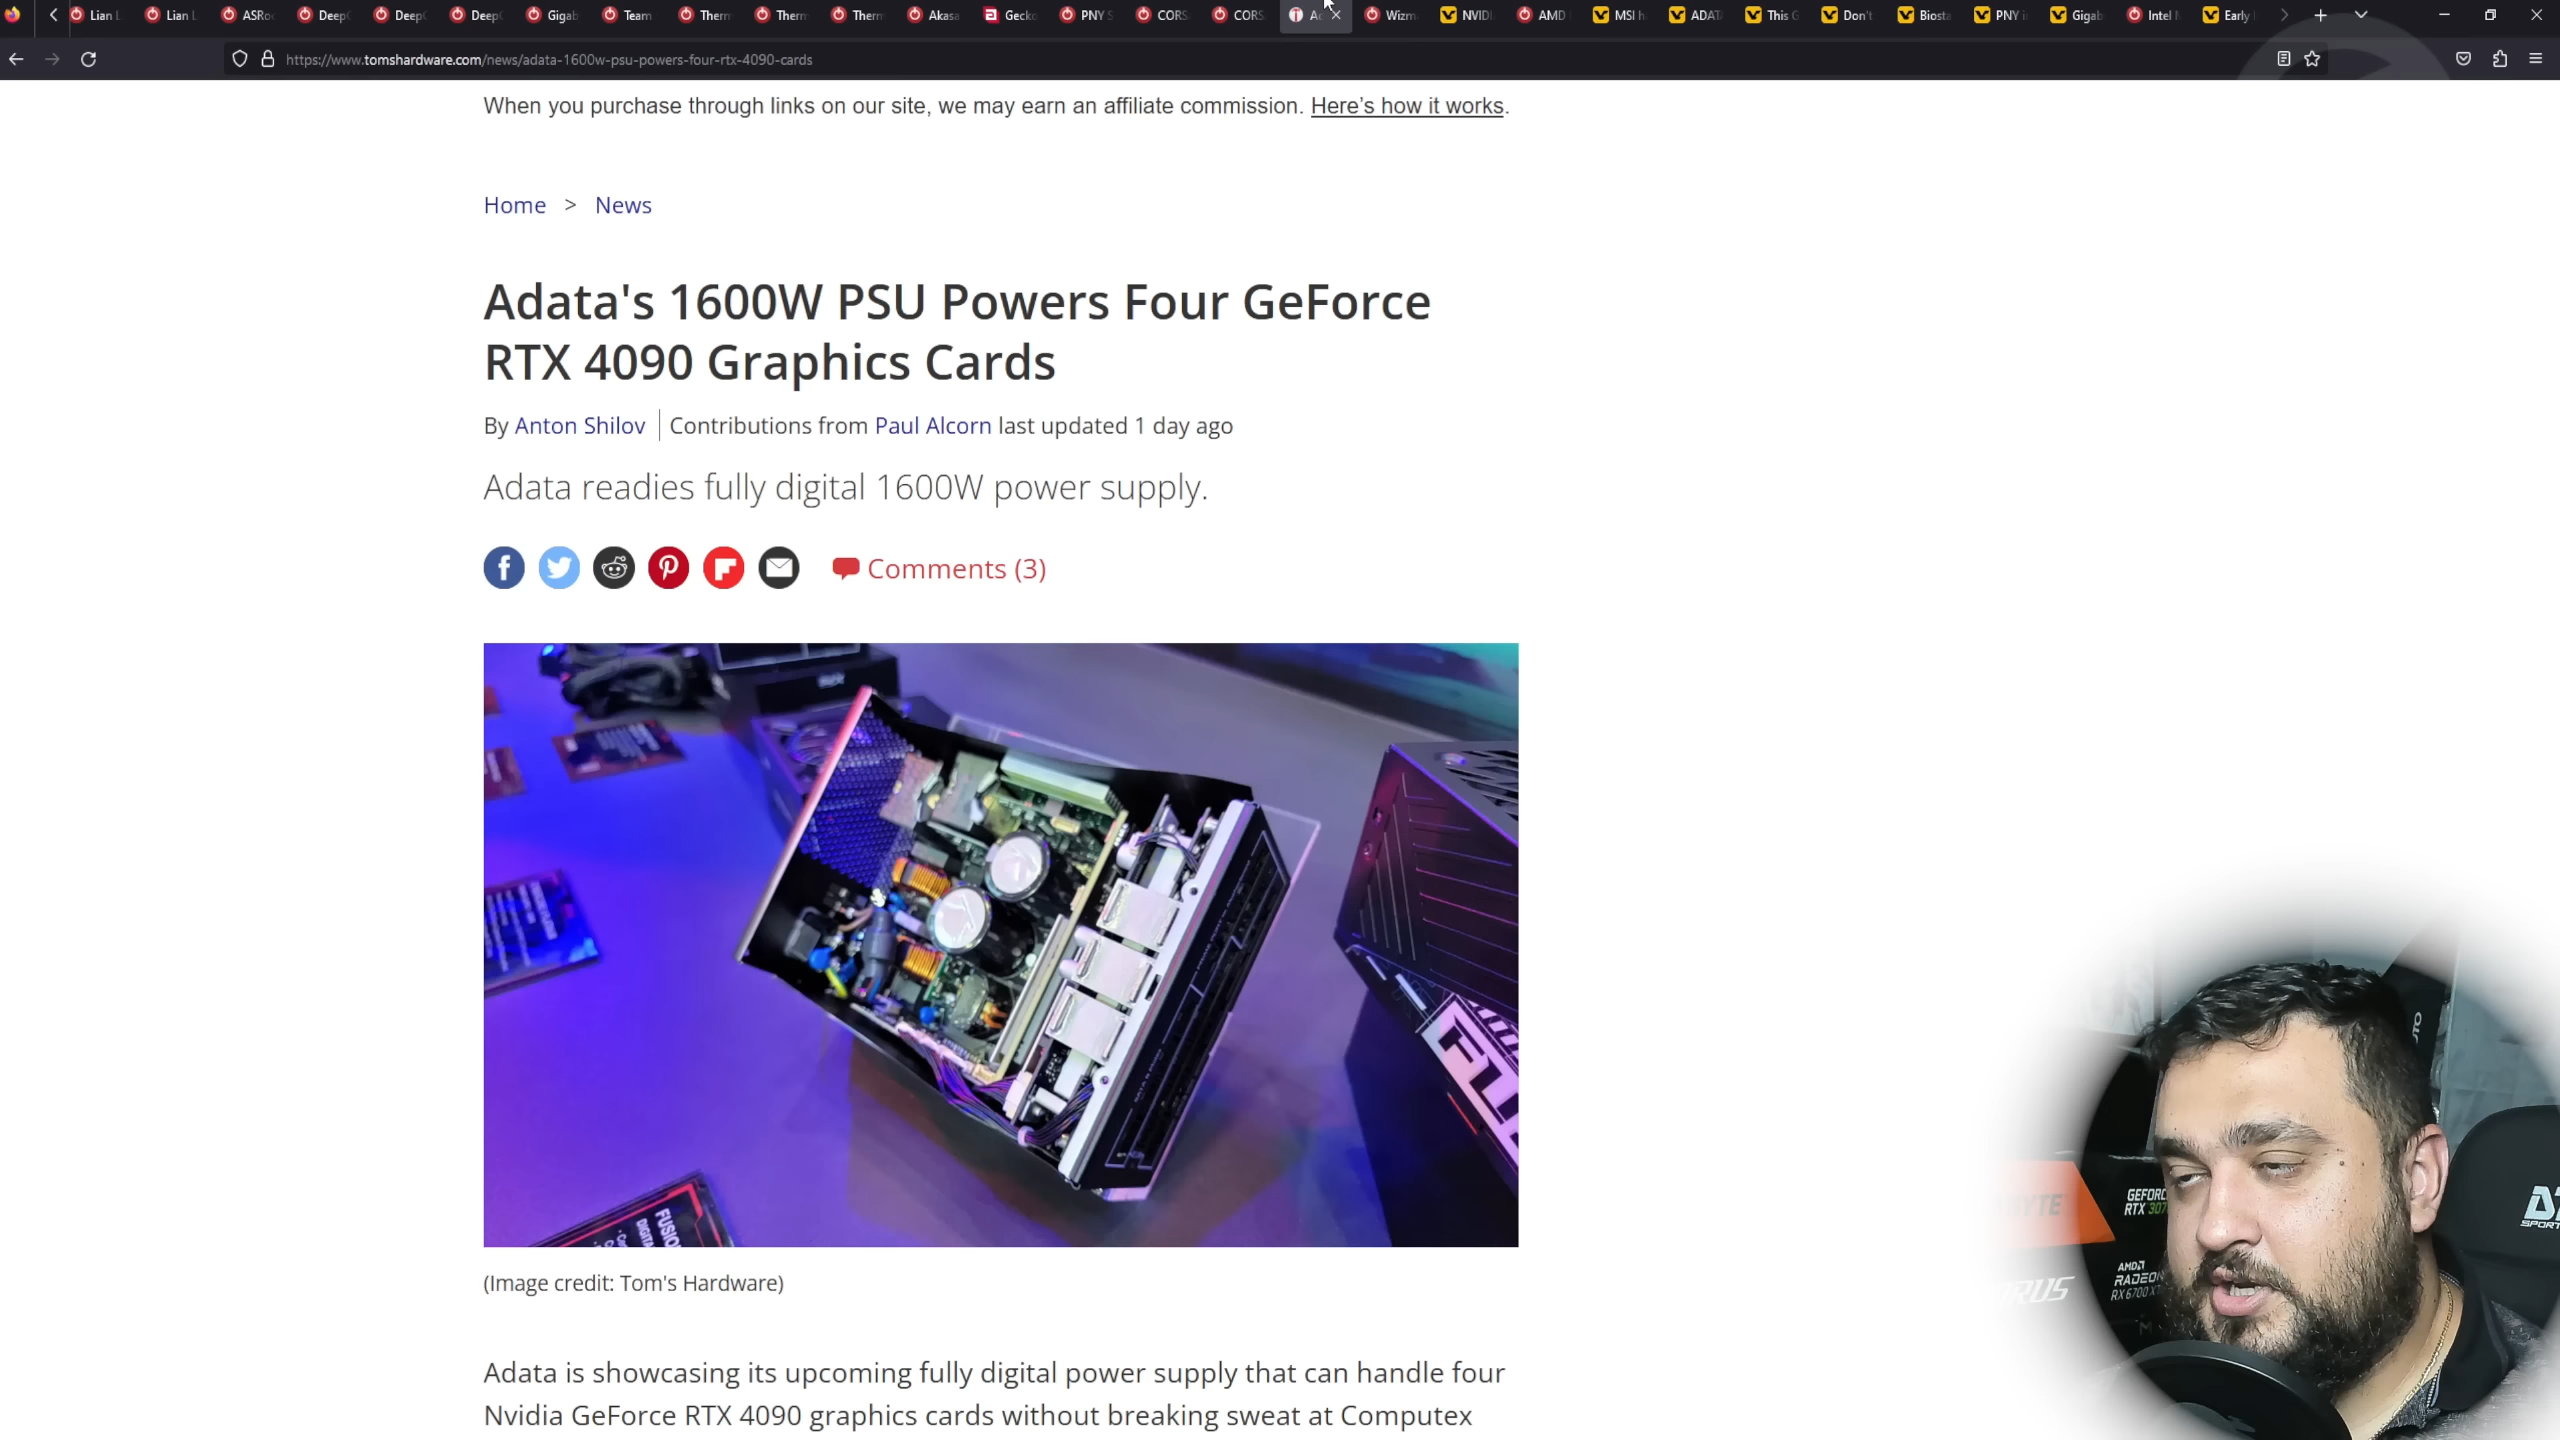 Lian L
Lian L
ASRo
Deep
Deep
Deep
Gigab
Team
Therm
Therm
Therm
Akasa
Gecko
PNY S
CORS
CORS
A
Wizm
NVIDI
AMD
MSI h
ADAT
This G
Don't
Biosta
PNY i
Gigab
Intel
Early
https://www.tomshardware.com/news/adata-1600w-psu-powers-four-rtx-4090-cards
When you purchase through links on our site, we may earn an affiliate commission. Here's how it works.
Home > News
Adata's 1600W PSU Powers Four GeForce
RTX 4090 Graphics Cards
By Anton Shilov | Contributions from Paul Alcorn last updated 1 day ago
Adata readies fully digital 1600W power supply.
Comments (3)
FUSIO
DIGITA
(Image credit: Tom's Hardware)
Adata is showcasing its upcoming fully digital power supply that can handle four
Nvidia GeForce RTX 4090 graphics cards without breaking sweat at Computex
GEFORC
RTX 307
AMD
RADEO
RX 6700 XT
SPORT